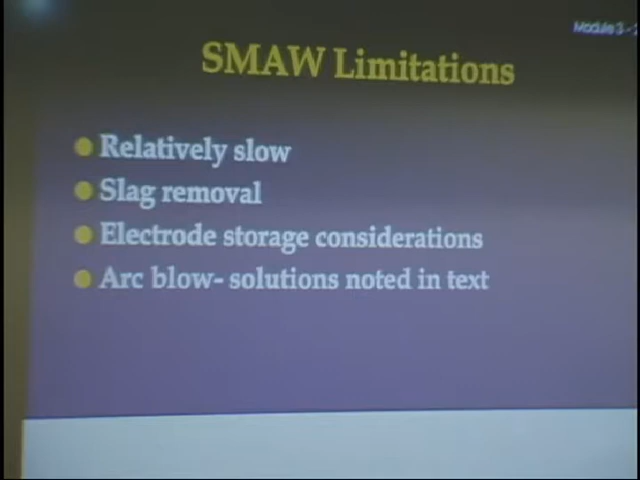 Module 3 -
SMAW Limitations
Relatively slow
Slag removal
Electrode storage considerations
Arc blow- solutions noted in text